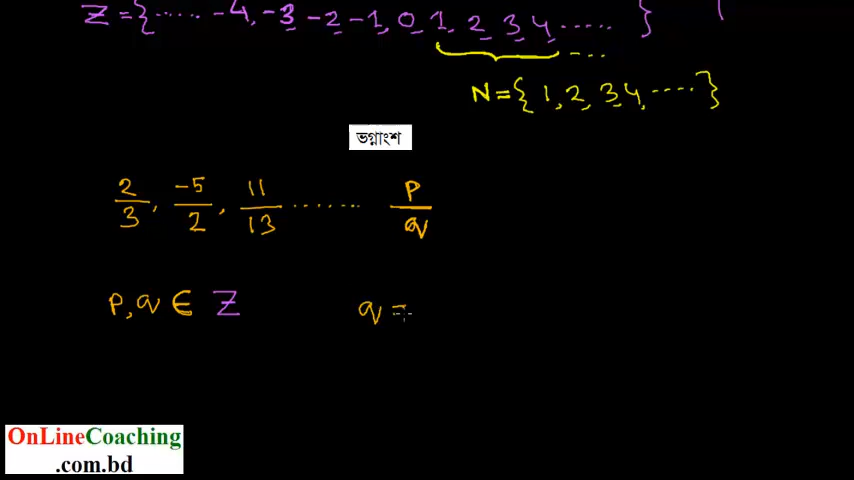 Z = { ...... -4, -3 -2 -1, 0, 1, 2, 3, 4 ...... }
....
N = { 1, 2, 3, 4, ..... }
ভগ্নাংশ
2/3, -5/2, 11/13 ........ p/q
p, q ∈ Z q =
OnLineCoaching
.com.bd